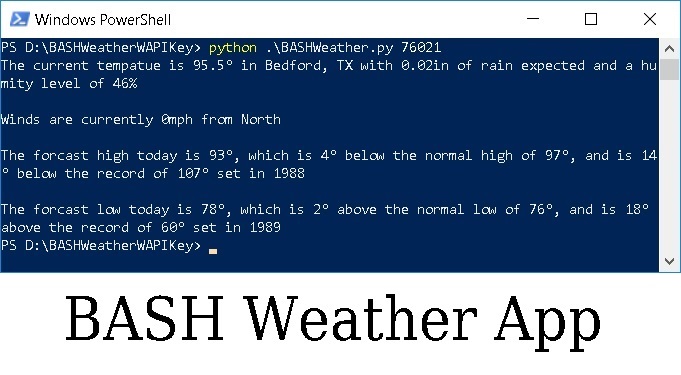 Windows PowerShell
PS D:\BASHWeatherWAPIKey> python .\BASHWeather.py 76021
The current tempatue is 95.5° in Bedford, TX with 0.02in of rain expected and a hu
mity level of 46%
Winds are currently 0mph from North
The forcast high today is 93°, which is 4° below the normal high of 97°, and is 14
° below the record of 107° set in 1988
The forcast low today is 78°, which is 2° above the normal low of 76°, and is 18°
above the record of 60° set in 1989
PS D:\BASHWeatherWAPIKey>
BASH Weather App